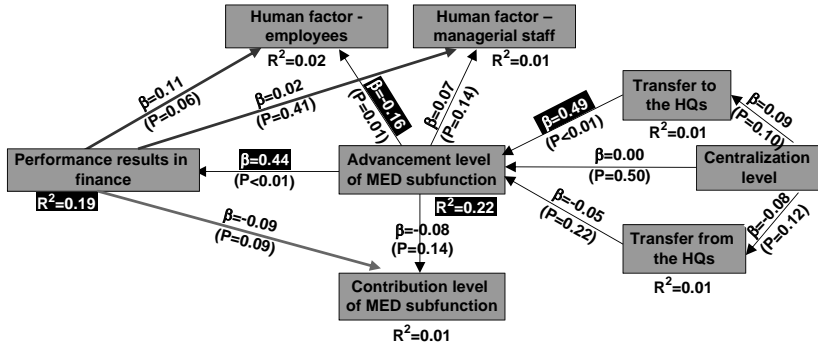 Human factor -
employees
R²=0.02
Human factor –
managerial staff
R²=0.01
β=0.11
(P=0.06)
β=0.02
(P=0.41)
β=-0.16
(P=0.01)
β=0.07
(P=0.14)
β=0.49
(P<0.01)
Transfer to
the HQs
R²=0.01
β=0.09
(P=0.10)
Performance results in
finance
R²=0.19
β=0.44
(P<0.01)
Advancement level
of MED subfunction
R²=0.22
β=0.00
(P=0.50)
Centralization
level
β=-0.09
(P=0.09)
β=-0.08
(P=0.14)
β=-0.05
(P=0.22)
β=-0.08
(P=0.12)
Transfer from
the HQs
R²=0.01
Contribution level
of MED subfunction
R²=0.01